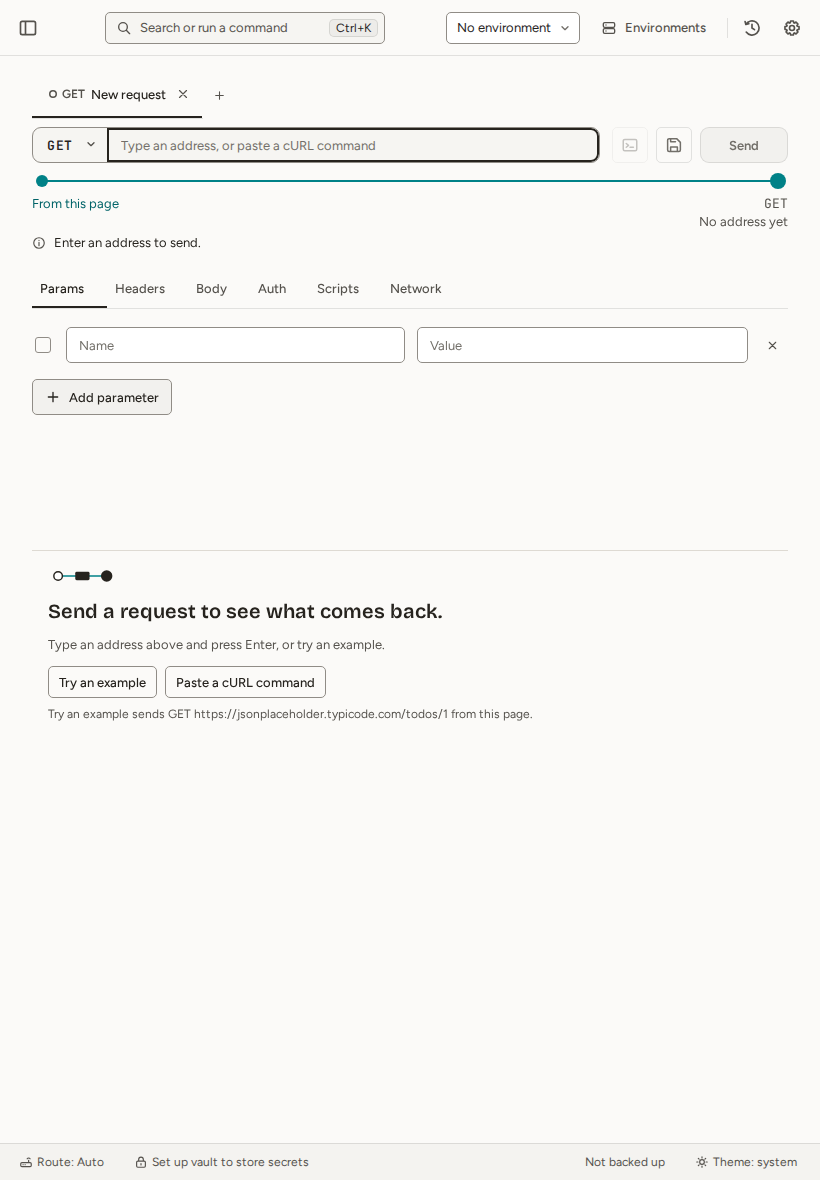 Search or run a command Ctrl+K No environment Environments
GET New request
GET Type an address, or paste a cURL command Send
From this page GET
No address yet
Enter an address to send.
Params Headers Body Auth Scripts Network
Name Value
Add parameter
Send a request to see what comes back.
Type an address above and press Enter, or try an example.
Try an example Paste a cURL command
Try an example sends GET https://jsonplaceholder.typicode.com/todos/1 from this page.
Route: Auto Set up vault to store secrets Not backed up Theme: system